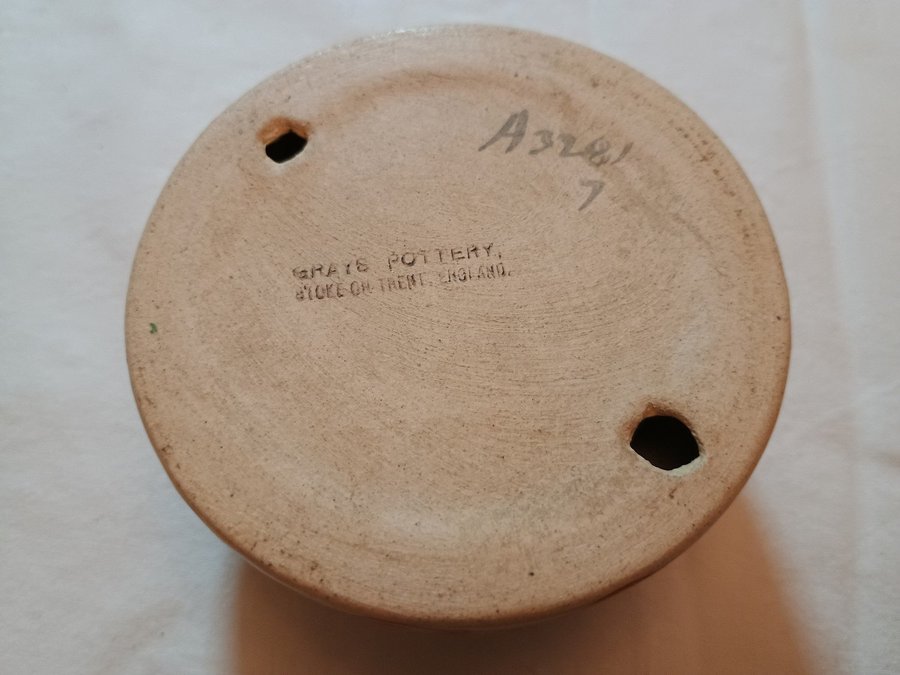 A3281
7
GRAYS POTTERY,
STOKE-ON-TRENT. ENGLAND.